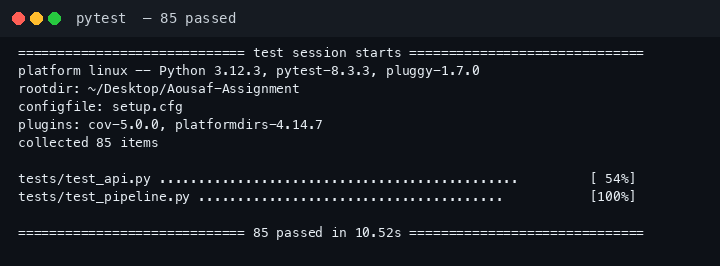 pytest — 85 passed
============================= test session starts ==============================
platform linux -- Python 3.12.3, pytest-8.3.3, pluggy-1.7.0
rootdir: ~/Desktop/Aousaf-Assignment
configfile: setup.cfg
plugins: cov-5.0.0, platformdirs-4.14.7
collected 85 items
tests/test_api.py .............................................. [ 54%]
tests/test_pipeline.py ....................................... [100%]
============================= 85 passed in 10.52s ==============================